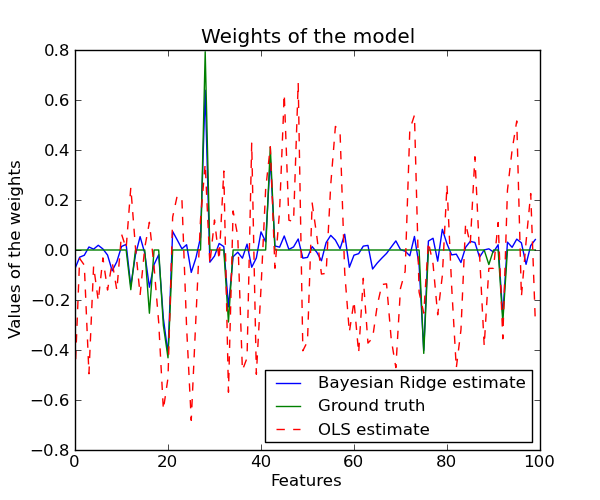 Weights of the model
0.8
0.6
0.4
0.2
0.0
−0.2
−0.4
−0.6
−0.8
Values of the weights
Bayesian Ridge estimate
Ground truth
OLS estimate
0 20 40 60 80 100
Features